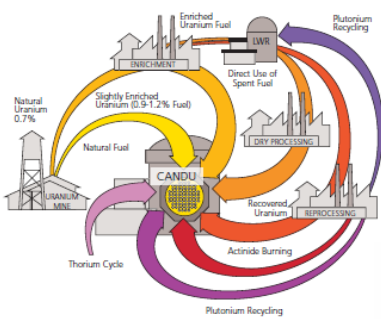 Enriched
Uranium Fuel
Plutonium
Recycling
LWR
ENRICHMENT
Direct Use of
Spent Fuel
Natural
Uranium
0.7%
Slightly Enriched
Uranium (0.9-1.2% Fuel)
Natural Fuel
DRY PROCESSING
CANDU
URANIUM
MINE
Recovered
Uranium
REPROCESSING
Actinide Burning
Thorium Cycle
Plutonium Recycling